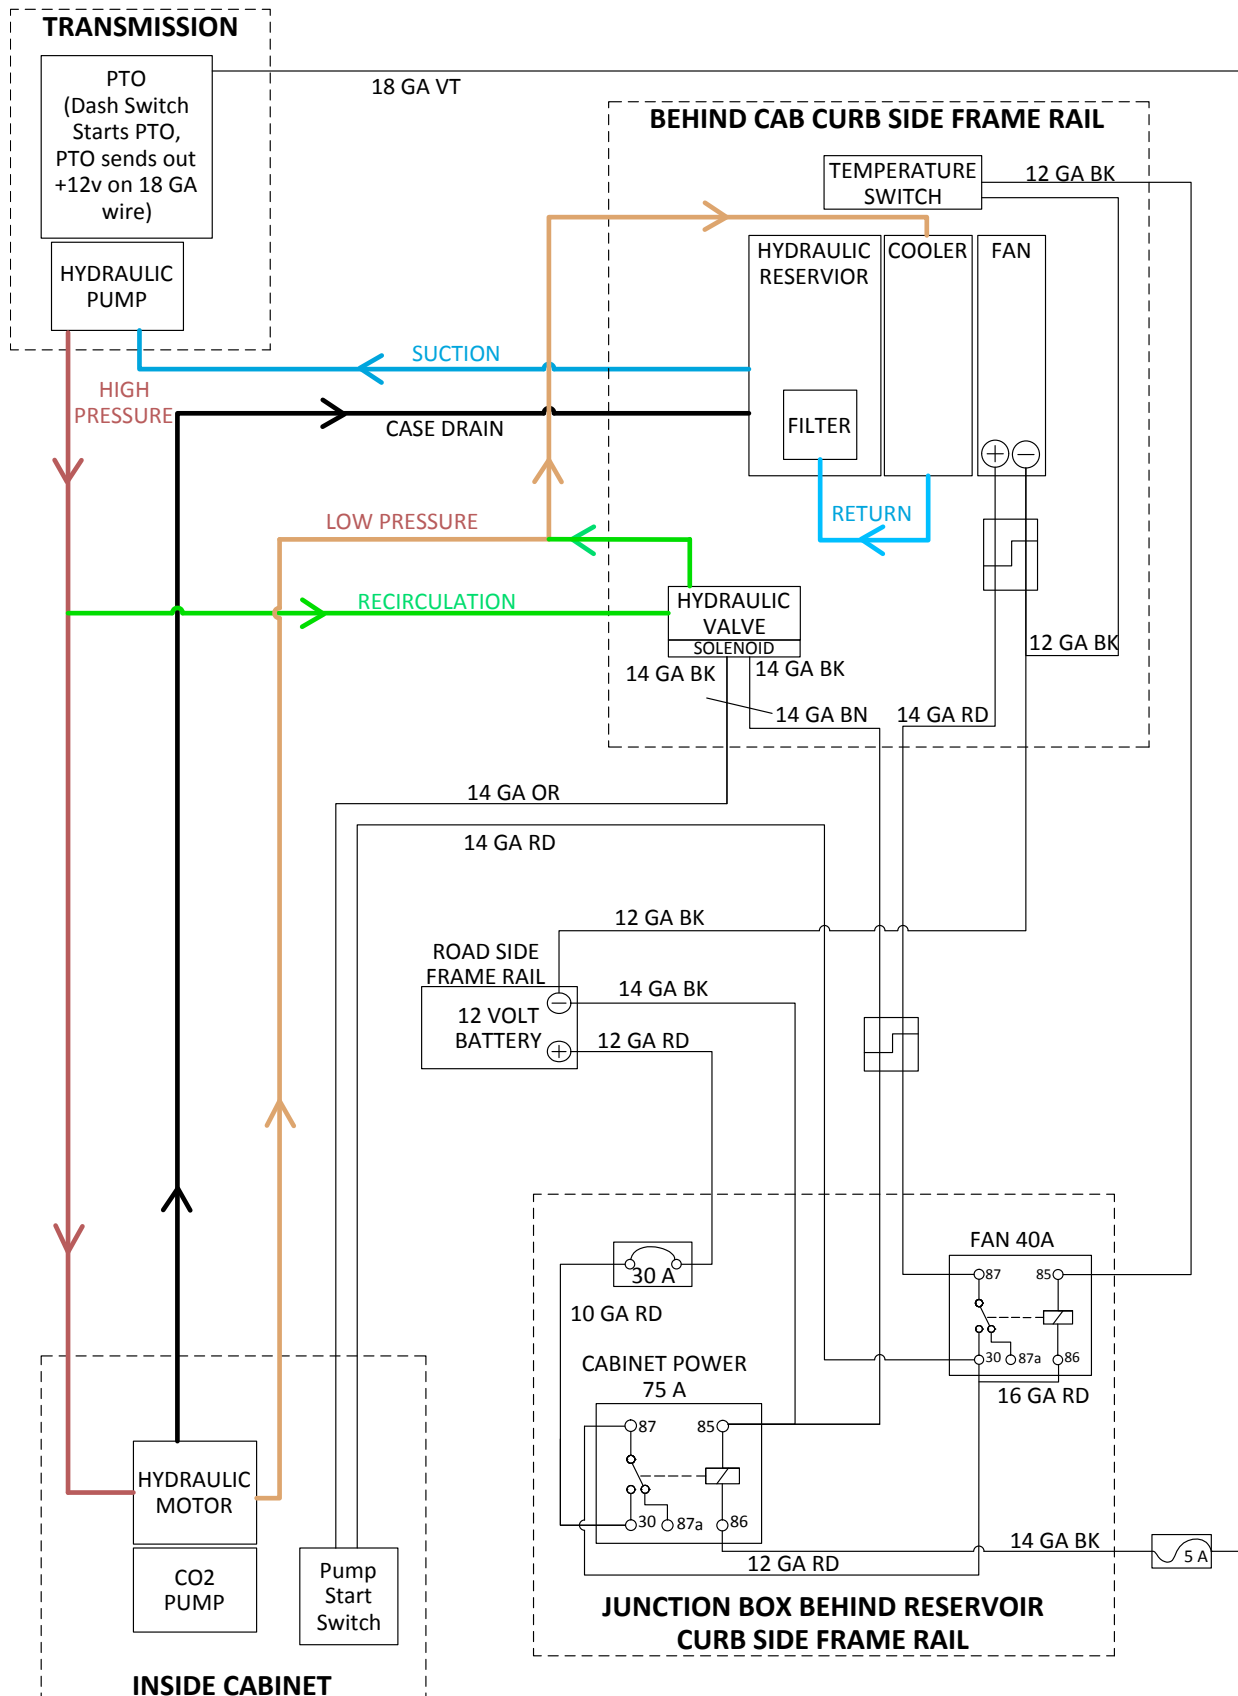 TRANSMISSION
PTO
(Dash Switch
Starts PTO,
PTO sends out
+12v on 18 GA
wire)
18 GA VT
HYDRAULIC
PUMP
BEHIND CAB CURB SIDE FRAME RAIL
TEMPERATURE
SWITCH
12 GA BK
HYDRAULIC
RESERVIOR
COOLER
FAN
SUCTION
HIGH
PRESSURE
CASE DRAIN
FILTER
+
−
LOW PRESSURE
RETURN
RECIRCULATION
HYDRAULIC
VALVE
SOLENOID
12 GA BK
14 GA BK
14 GA BK
14 GA BN
14 GA RD
14 GA OR
14 GA RD
12 GA BK
ROAD SIDE
FRAME RAIL
12 VOLT
BATTERY
−
+
14 GA BK
12 GA RD
30 A
10 GA RD
FAN 40A
87
85
30
87a
86
16 GA RD
CABINET POWER
75 A
87
85
30
87a
86
12 GA RD
14 GA BK
5 A
JUNCTION BOX BEHIND RESERVOIR
CURB SIDE FRAME RAIL
HYDRAULIC
MOTOR
CO2
PUMP
Pump
Start
Switch
INSIDE CABINET